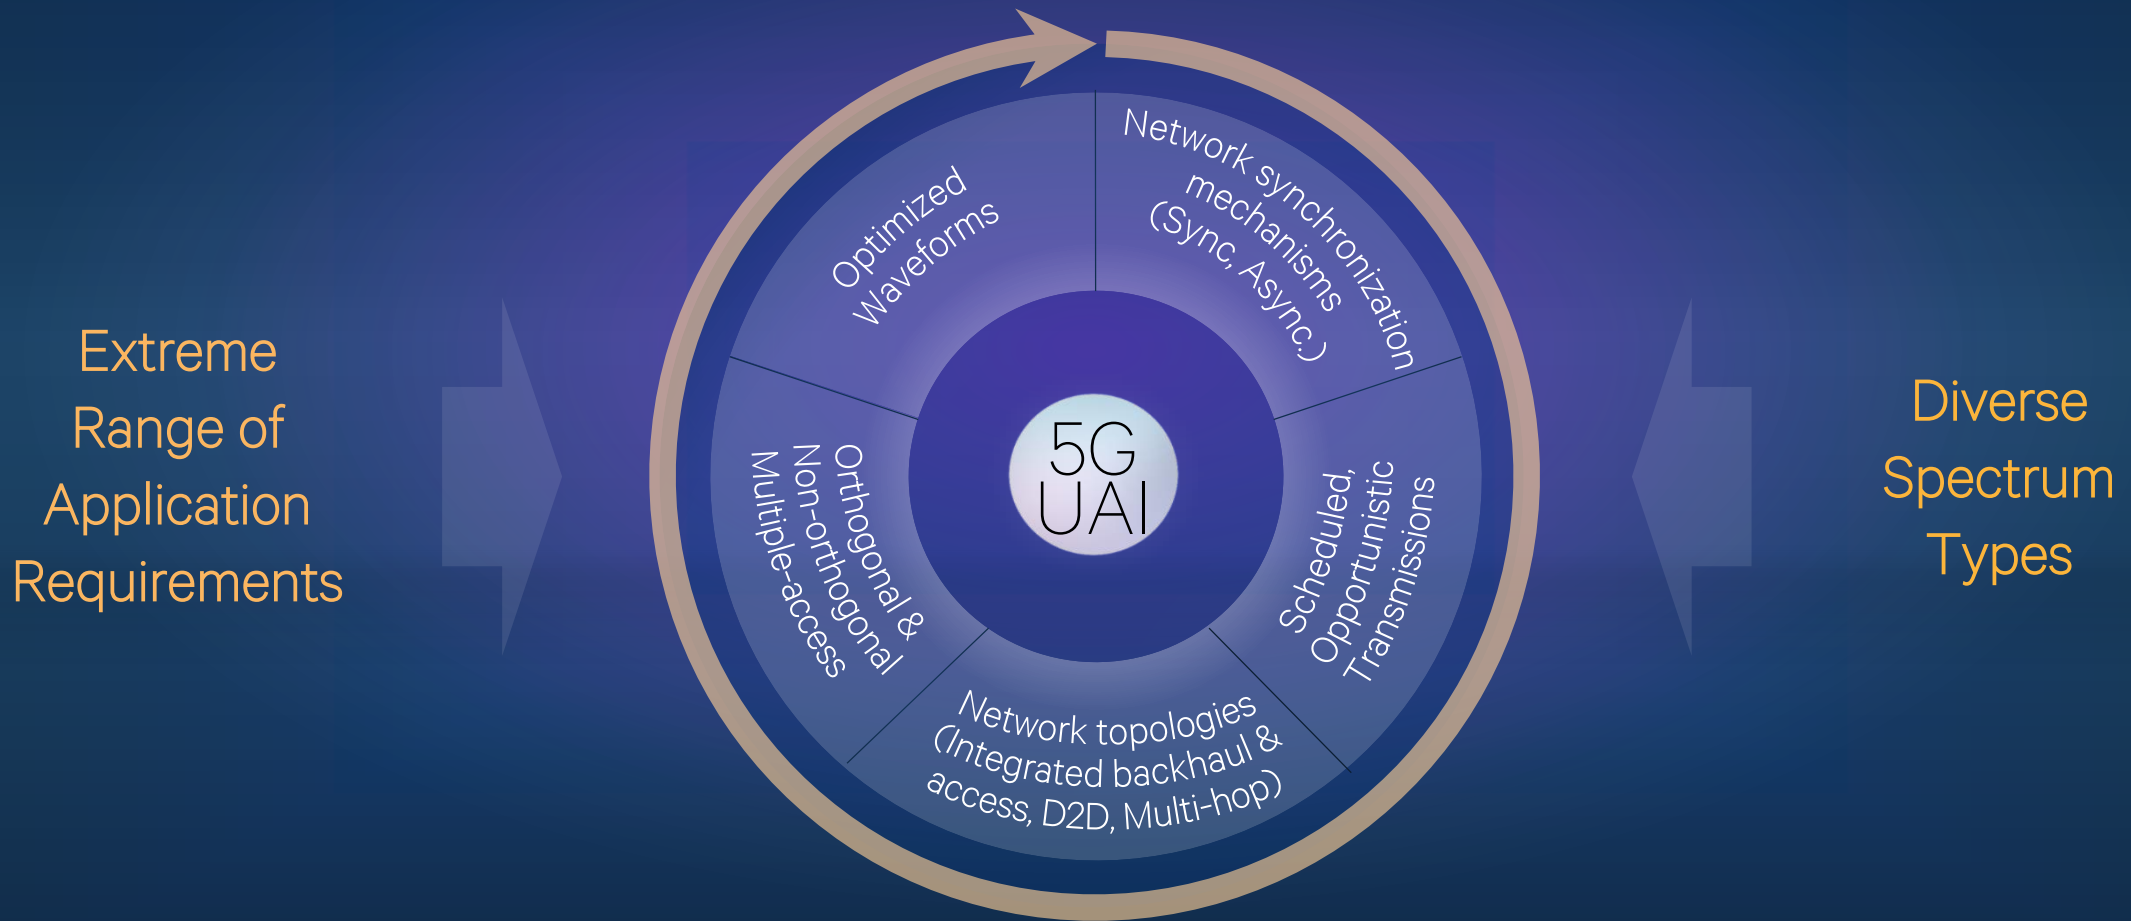 Extreme
Range of
Application
Requirements
Optimized
Waveforms
Network synchronization
mechanisms
(Sync, Async.)
Orthogonal &
Non-orthogonal
Multiple-access
5G
UAI
Scheduled,
Opportunistic
Transmissions
Network topologies
(Integrated backhaul &
access, D2D, Multi-hop)
Diverse
Spectrum
Types